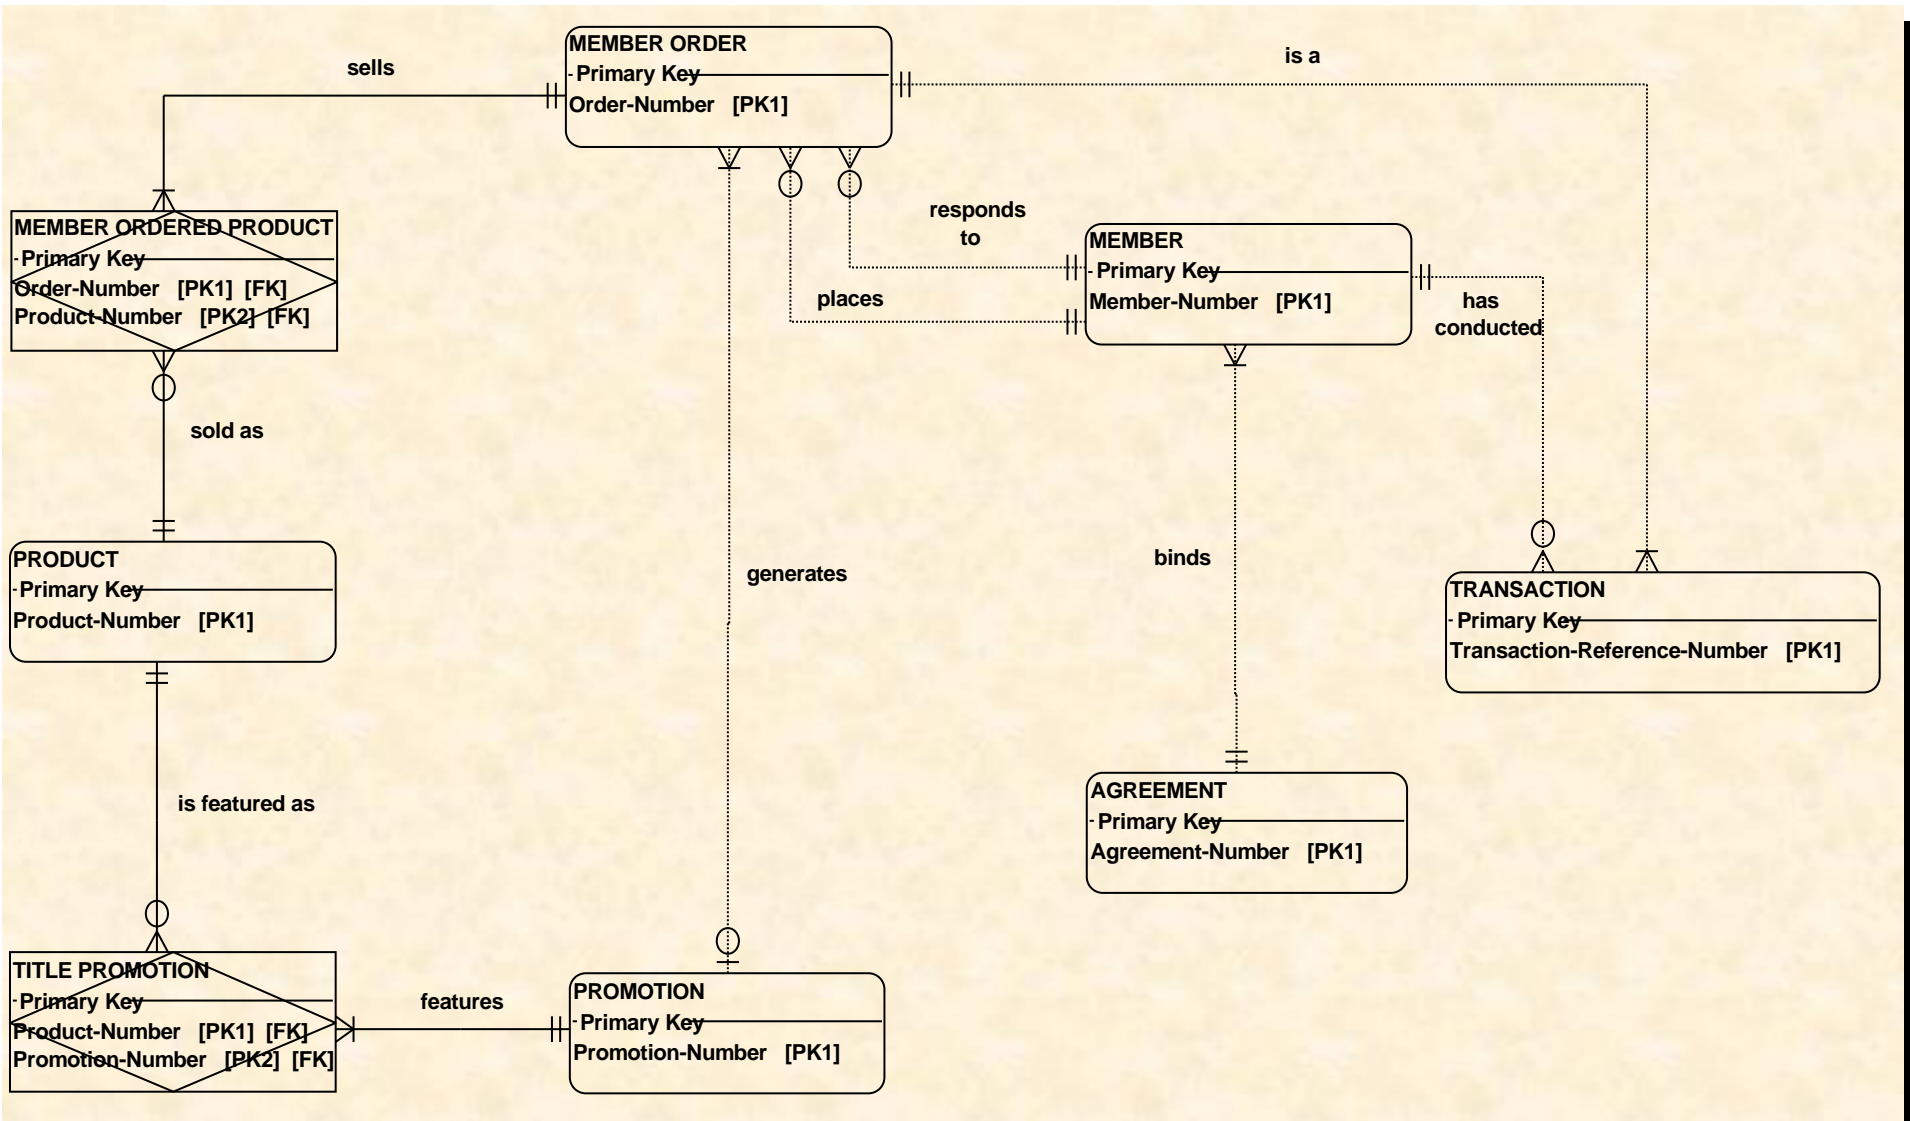 MEMBER ORDER
-Primary Key
Order-Number [PK1]
sells
is a
MEMBER ORDERED PRODUCT
-Primary Key
Order-Number [PK1] [FK]
Product-Number [PK2] [FK]
responds
to
places
MEMBER
-Primary Key
Member-Number [PK1]
has
conducted
sold as
PRODUCT
-Primary Key
Product-Number [PK1]
generates
binds
TRANSACTION
-Primary Key
Transaction-Reference-Number [PK1]
is featured as
AGREEMENT
-Primary Key
Agreement-Number [PK1]
TITLE PROMOTION
-Primary Key
Product-Number [PK1] [FK]
Promotion-Number [PK2] [FK]
features
PROMOTION
-Primary Key
Promotion-Number [PK1]